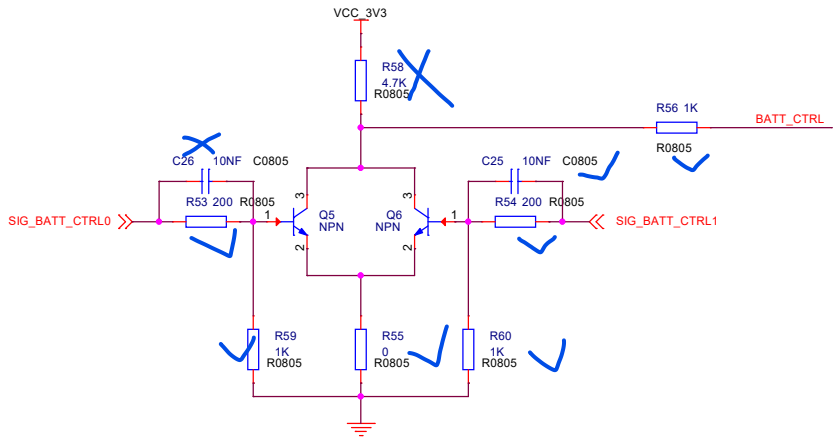 VCC_3V3
R58
4.7K
R0805
R56 1K
BATT_CTRL
R0805
C26 10NF C0805
C25 10NF C0805
R53 200 R0805
R54 200 R0805
SIG_BATT_CTRL0
1
3
Q5
NPN
2
3
Q6
NPN
2
1
SIG_BATT_CTRL1
R59
1K
R0805
R55
0
R0805
R60
1K
R0805